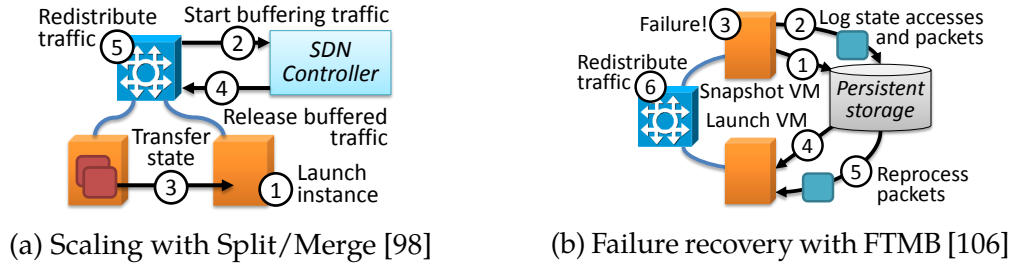 Redistribute
traffic
5
Start buffering traffic
2
SDN
Controller
4
Release buffered
traffic
Transfer
state
3
1
Launch
instance
(a) Scaling with Split/Merge [98]
Failure!
3
2
Log state accesses
and packets
1
Redistribute
traffic
6
Snapshot VM
Persistent
storage
Launch VM
4
5
Reprocess
packets
(b) Failure recovery with FTMB [106]